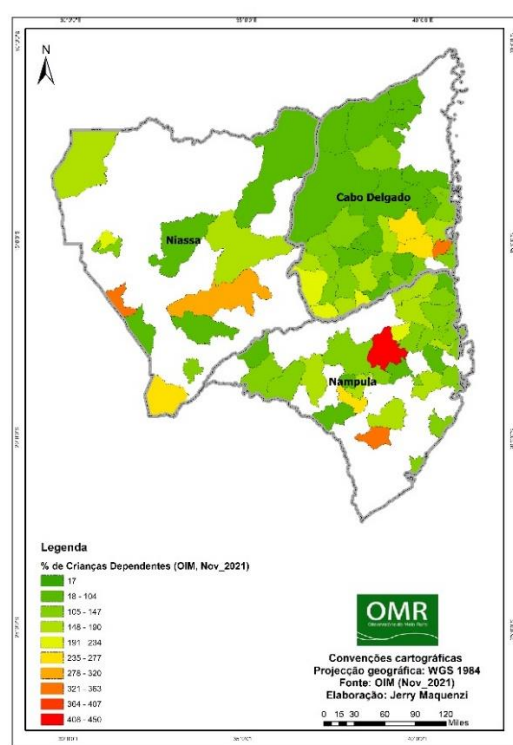 N
Cabo Delgado
Niassa
Nampula
Legenda
% de Crianças Dependentes (OIM, Nov_2021)
17
18 - 104
105 - 147
148 - 190
191 - 234
235 - 277
278 - 320
321 - 363
364 - 407
408 - 450
OMR
Convenções cartográficas
Projecção geográfica: WGS 1984
Fonte: OIM (Nov_2021)
Elaboração: Jerry Maquenzi
0 15 30 60 90 120
Miles